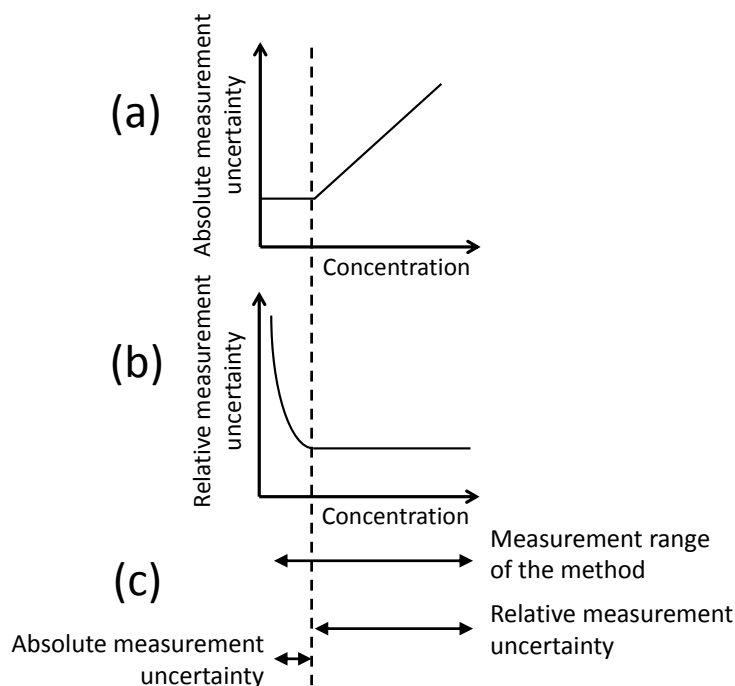 (a)
Absolute measurement
uncertainty
Concentration
(b)
Relative measurement
uncertainty
Concentration
(c)
Measurement range
of the method
Relative measurement
uncertainty
Absolute measurement
uncertainty